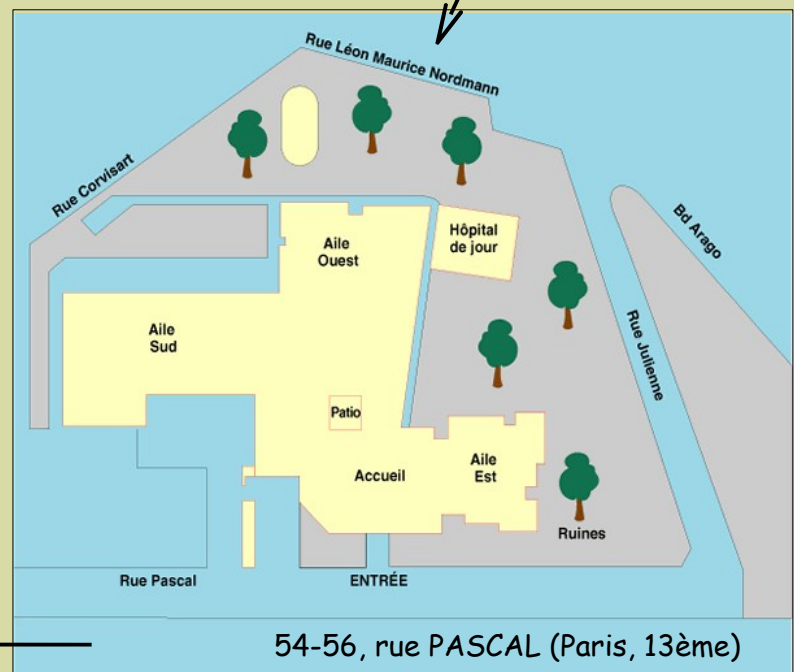 Rue Léon Maurice Nordmann
Rue Corvisart
Hôpital
de jour
Aile
Ouest
Bd Arago
Aile
Sud
Rue Julienne
Patio
Accueil
Aile
Est
Ruines
Rue Pascal
ENTRÉE
54-56, rue PASCAL (Paris, 13ème)